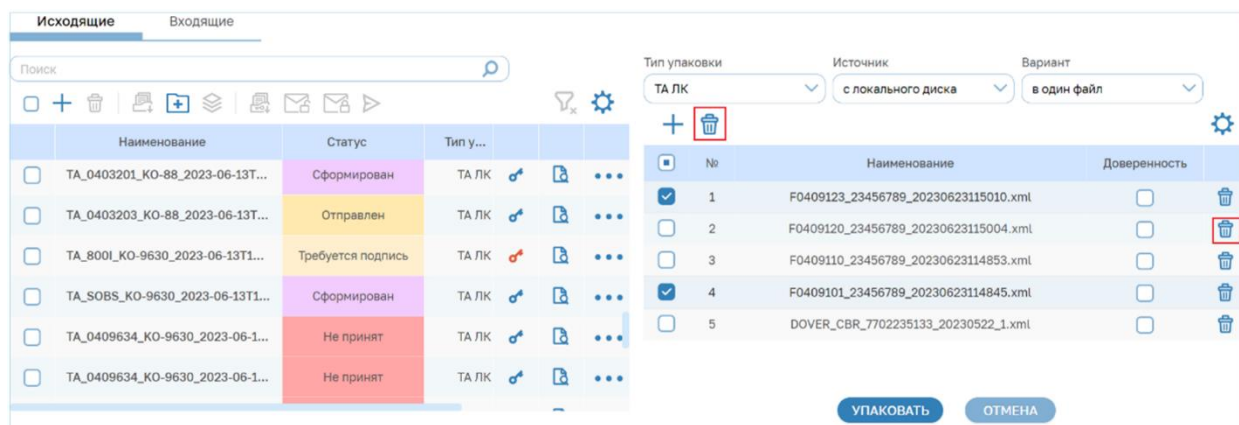 Исходящие Входящие
Поиск
Наименование Статус Тип у...
TA_0403201_KO-88_2023-06-13T... Сформирован ТА ЛК
TA_0403203_KO-88_2023-06-13T... Отправлен ТА ЛК
TA_800I_KO-9630_2023-06-13T1... Требуется подпись ТА ЛК
TA_SOBS_KO-9630_2023-06-13T1... Сформирован ТА ЛК
TA_0409634_KO-9630_2023-06-1... Не принят ТА ЛК
TA_0409634_KO-9630_2023-06-1... Не принят ТА ЛК
Тип упаковки Источник Вариант
ТА ЛК с локального диска в один файл
№ Наименование Доверенность
1 F0409123_23456789_20230623115010.xml
2 F0409120_23456789_20230623115004.xml
3 F0409110_23456789_20230623114853.xml
4 F0409101_23456789_20230623114845.xml
5 DOVER_CBR_7702235133_20230522_1.xml
УПАКОВАТЬ ОТМЕНА